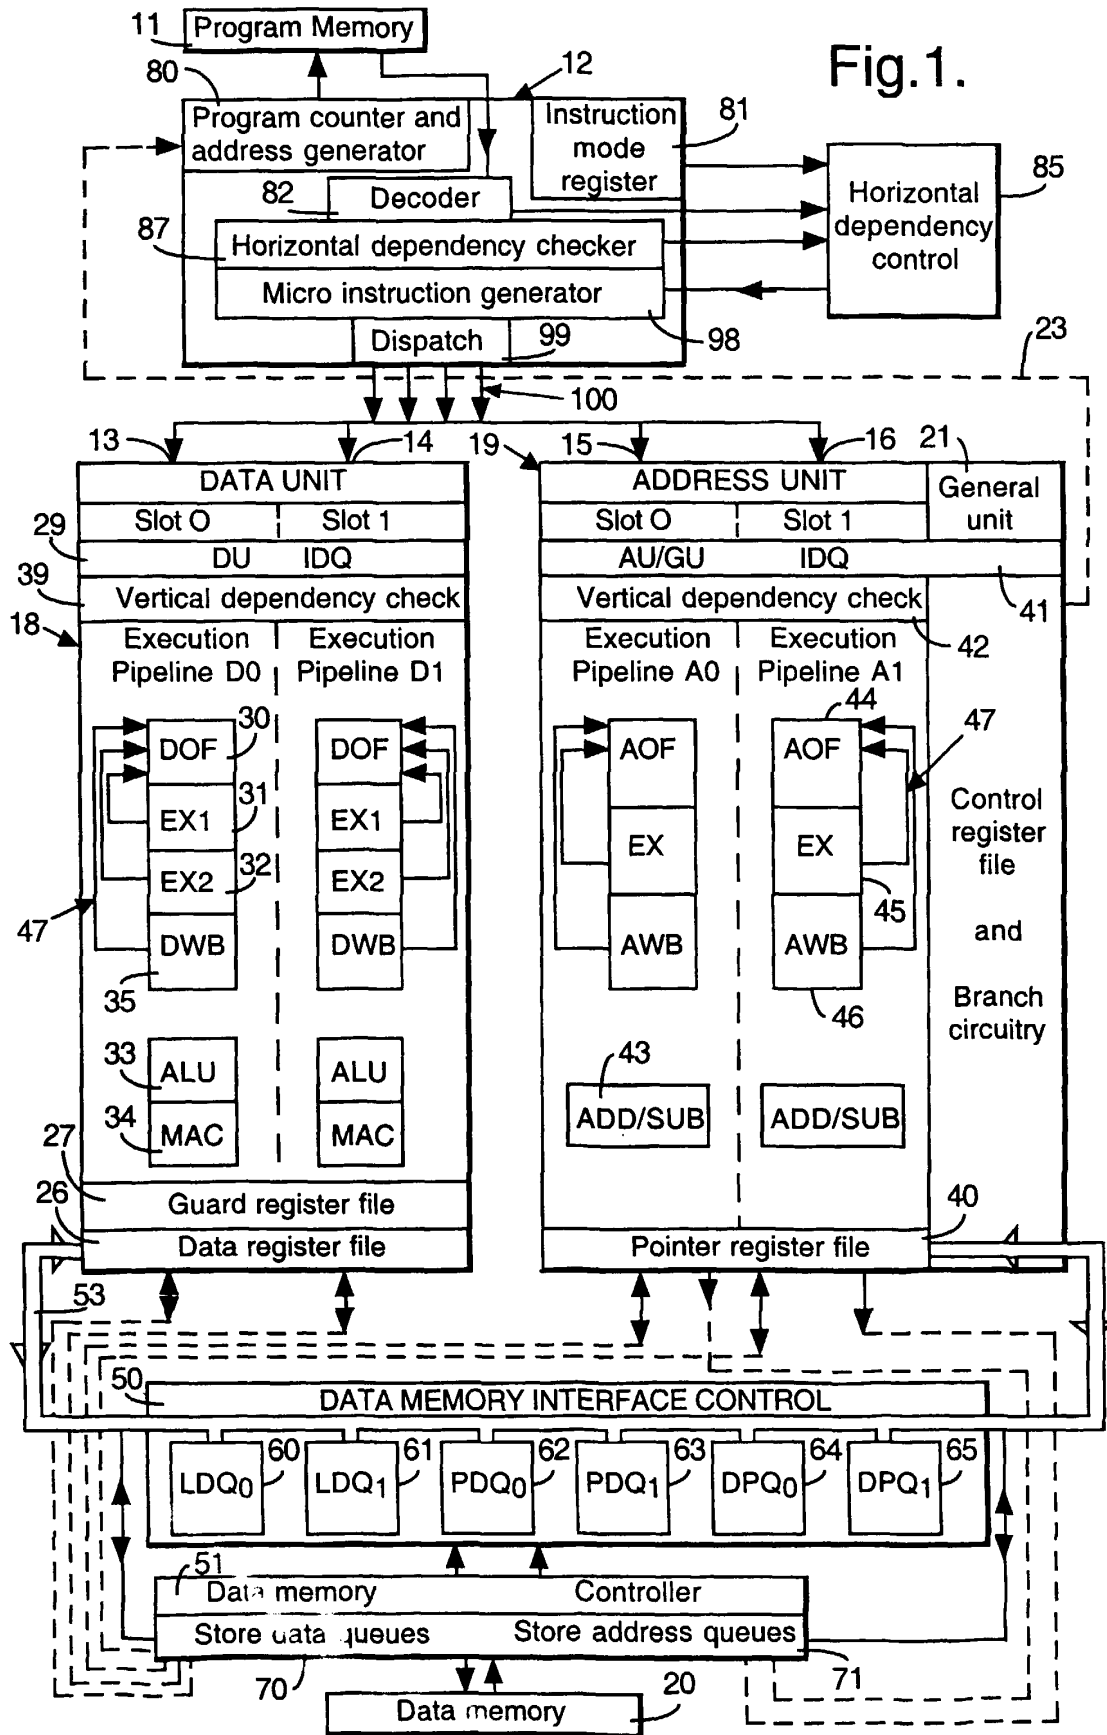 Fig.1.
11
Program Memory
80
12
Program counter and
address generator
Instruction
mode
register
81
85
Horizontal
dependency
control
82
Decoder
87
Horizontal dependency checker
Micro instruction generator
Dispatch
99
98
23
100
13
14
19
15
16
21
DATA UNIT
ADDRESS UNIT
General
unit
Slot 0
Slot 1
Slot 0
Slot 1
29
DU IDQ
AU/GU IDQ
39
Vertical dependency check
Vertical dependency check
41
18
42
Execution
Pipeline D0
Execution
Pipeline D1
Execution
Pipeline A0
Execution
Pipeline A1
44
47
DOF
30
DOF
AOF
AOF
EX1
31
EX1
EX
EX
Control
register
file
and
Branch
circuitry
EX2
32
EX2
45
47
DWB
DWB
AWB
AWB
35
46
33
ALU
ALU
43
34
MAC
MAC
ADD/SUB
ADD/SUB
27
Guard register file
26
Data register file
Pointer register file
40
53
50
DATA MEMORY INTERFACE CONTROL
LDQ0
60
LDQ1
61
PDQ0
62
PDQ1
63
DPQ0
64
DPQ1
65
51
Data memory
Controller
Store data queues
Store address queues
70
71
Data memory
20